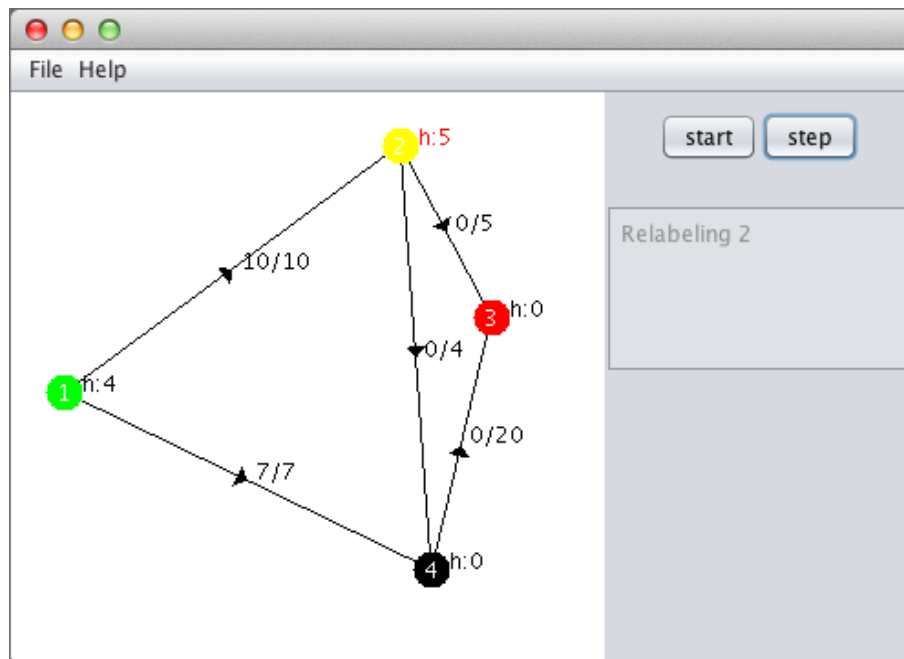 File Help
start step
2 h:5
0/5
Relabeling 2
10/10
3 h:0
0/4
1 h:4
0/20
7/7
4 h:0